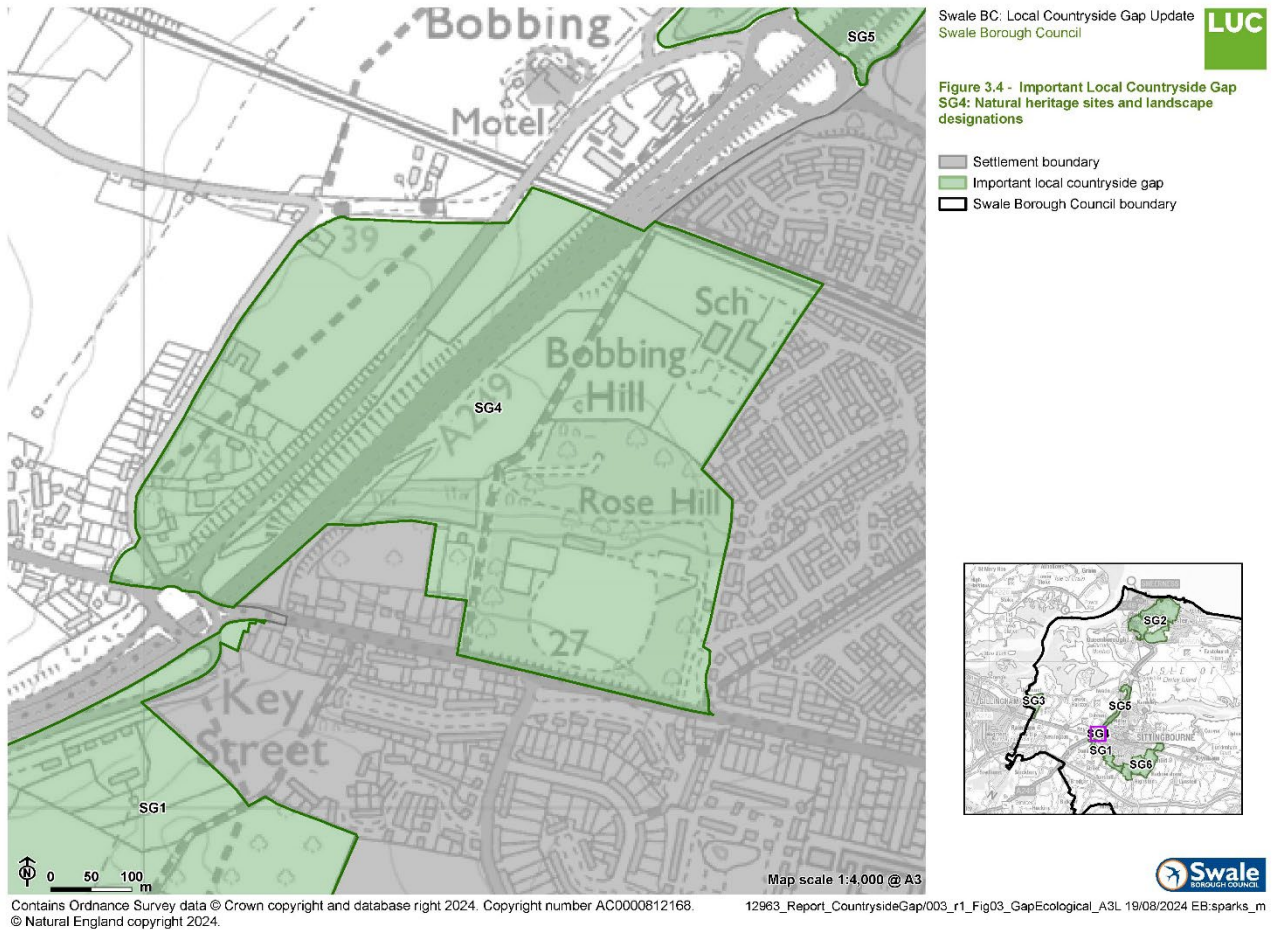 Swale BC: Local Countryside Gap Update
Swale Borough Council
LUC
Figure 3.4 - Important Local Countryside Gap
SG4: Natural heritage sites and landscape
designations
Settlement boundary
Important local countryside gap
Swale Borough Council boundary
Bobbing
SG5
Motel
39
Sch
Bobbing
Hill
A249
SG4
41
Rose Hill
27
Key
Street
SG1
N
0 50 100
m
Map scale 1:4,000 @ A3
SG2
SG3
SG5
GILLINGHAM
SITTINGBOURNE
SG1
SG6
Swale
BOROUGH COUNCIL
Contains Ordnance Survey data © Crown copyright and database right 2024. Copyright number AC0000812168.
© Natural England copyright 2024.
12963_Report_CountrysideGap/003_r1_Fig03_GapEcological_A3L 19/08/2024 EB:sparks_m